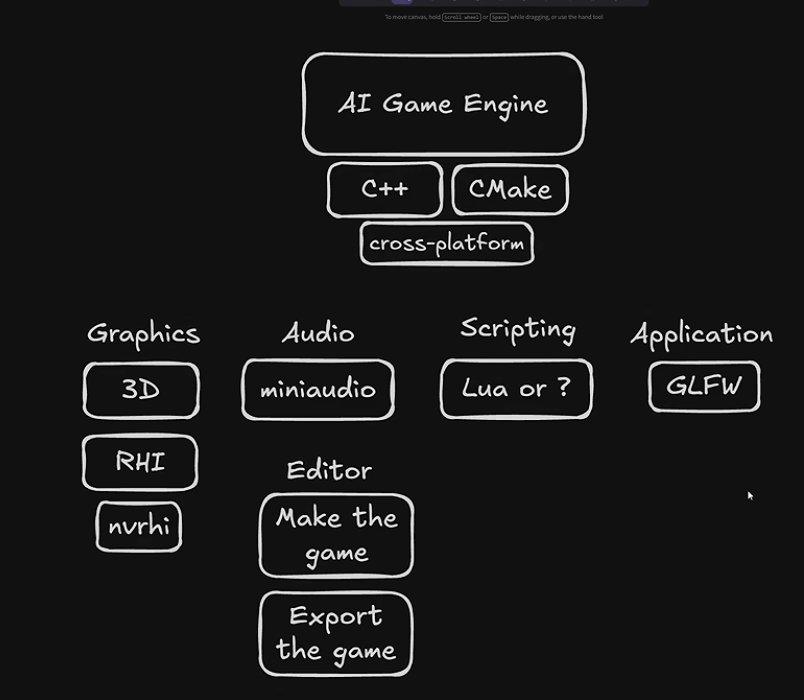 To move canvas, hold Scroll wheel or Space while dragging, or use the hand tool
AI Game Engine
C++
CMake
cross-platform
Graphics
3D
RHI
nvrhi
Audio
miniaudio
Editor
Make the
game
Export
the game
Scripting
Lua or ?
Application
GLFW